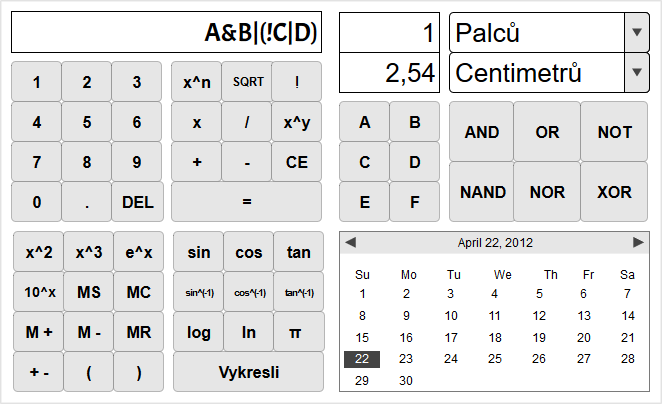 A&B|(!C|D)
1 2 3
4 5 6
7 8 9
0 . DEL
x^n SQRT !
x / x^y
+ - CE
=
1 Palců
2,54 Centimetrů
A B
C D
E F
AND OR NOT
NAND NOR XOR
x^2 x^3 e^x
10^x MS MC
M + M - MR
+ - ( )
sin cos tan
sin^(-1) cos^(-1) tan^(-1)
log ln π
Vykresli
April 22, 2012
Su Mo Tu We Th Fr Sa
1 2 3 4 5 6 7
8 9 10 11 12 13 14
15 16 17 18 19 20 21
22 23 24 25 26 27 28
29 30